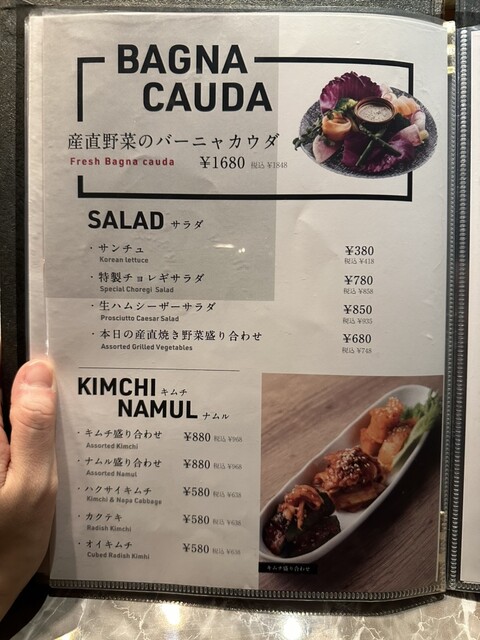 BAGNA
CAUDA
産直野菜のバーニャカウダ
Fresh Bagna cauda ¥1680 税込 ¥1848
SALAD サラダ
・サンチュ ¥380
Korean lettuce 税込 ¥418
・特製チョレギサラダ ¥780
Special Choregi Salad 税込 ¥858
・生ハムシーザーサラダ ¥850
Prosciutto Caesar Salad 税込 ¥935
・本日の産直焼き野菜盛り合わせ ¥680
Assorted Grilled Vegetables 税込 ¥748
KIMCHI キムチ
NAMUL ナムル
・キムチ盛り合わせ ¥880 税込 ¥968
Assorted Kimchi
・ナムル盛り合わせ ¥880 税込 ¥968
Assorted Namul
・ハクサイキムチ ¥580 税込 ¥638
Kimchi & Napa Cabbage
・カクテキ ¥580 税込 ¥638
Radish Kimchi
・オイキムチ ¥580 税込 ¥638
Cubed Radish Kimhi
キムチ盛り合わせ